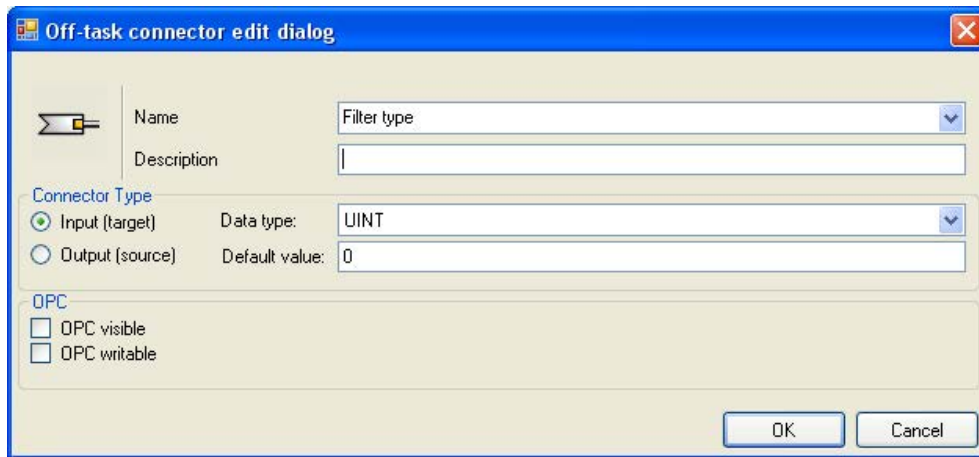 Off-task connector edit dialog
Name
Filter type
Description
Connector Type
Input (target)
Data type:
UINT
Output (source)
Default value:
0
OPC
OPC visible
OPC writable
OK
Cancel